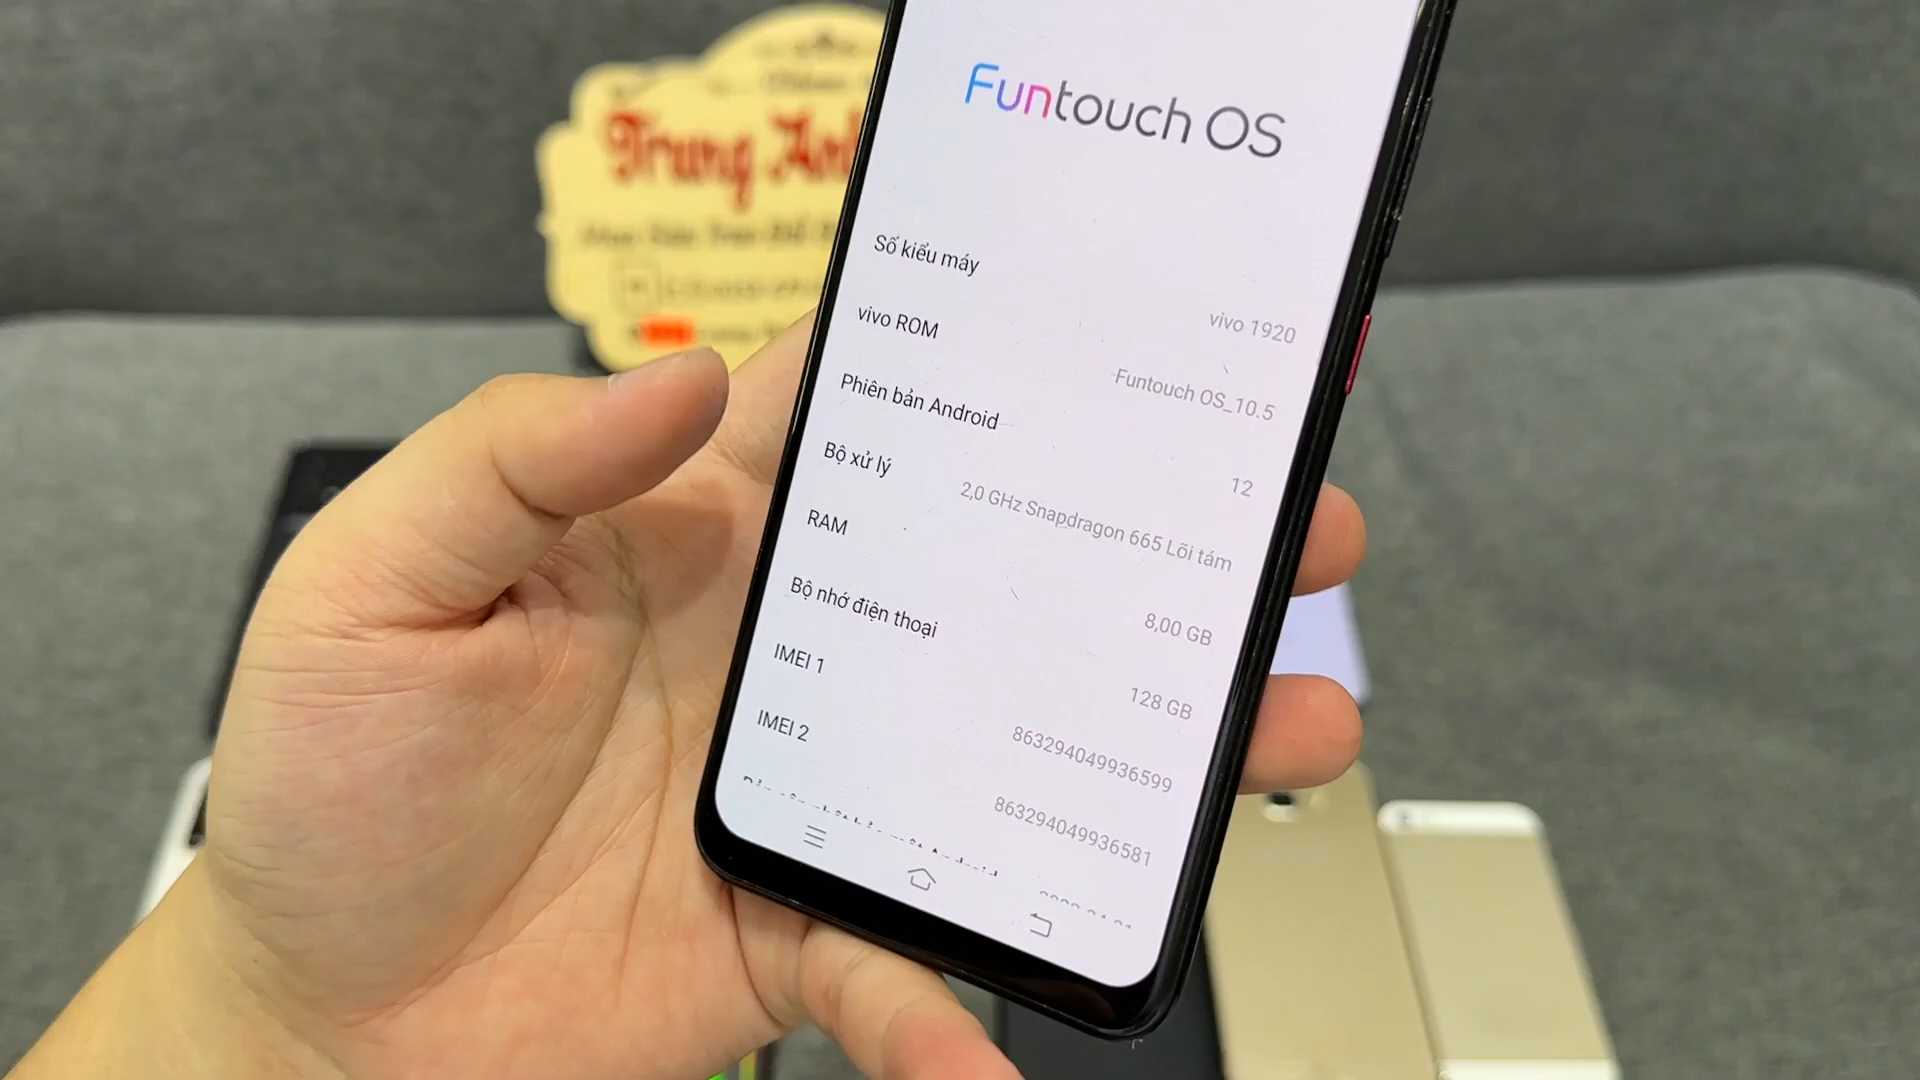 Trung Anh
Funtouch OS
Số kiểu máy
vivo 1920
vivo ROM
Funtouch OS_10.5
Phiên bản Android
12
Bộ xử lý
2,0 GHz Snapdragon 665 Lõi tám
RAM
8,00 GB
Bộ nhớ điện thoại
128 GB
IMEI 1
863294049936599
IMEI 2
863294049936581